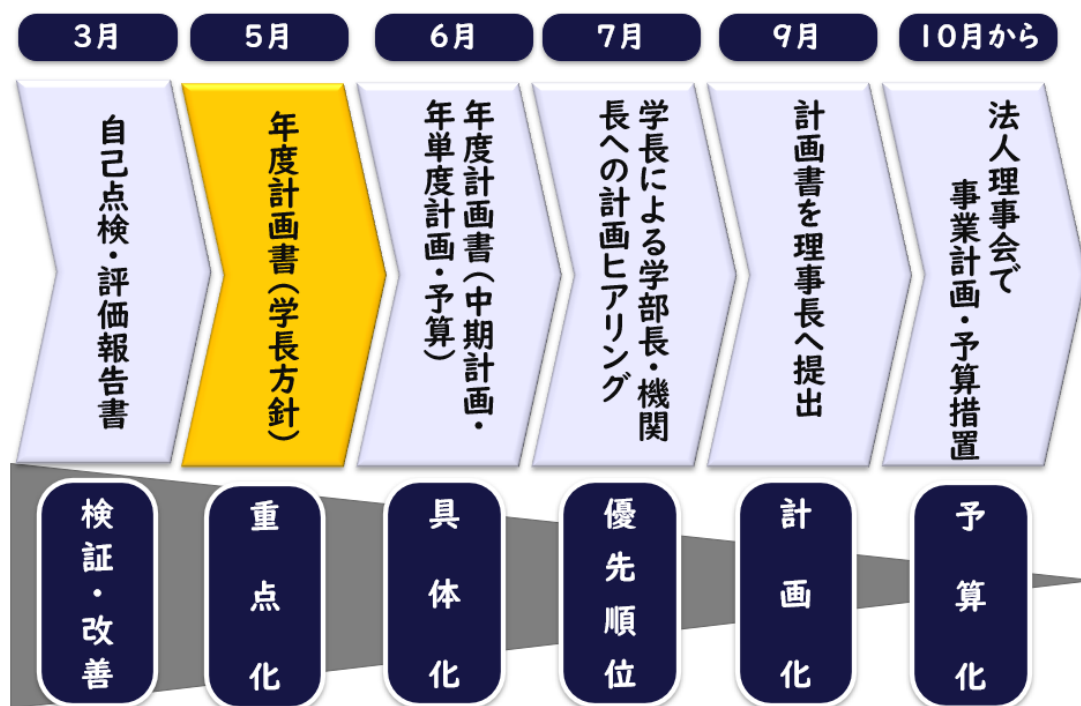 3月
5月
6月
7月
9月
10月から
自己点検・評価報告書
年度計画書(学長方針)
年度計画書(中期計画・
年単度計画・予算)
学長による学部長・機関
長への計画ヒアリング
計画書を理事長へ提出
法人理事会で
事業計画・予算措置
検証・改善
重点化
具体化
優先順位
計画化
予算化